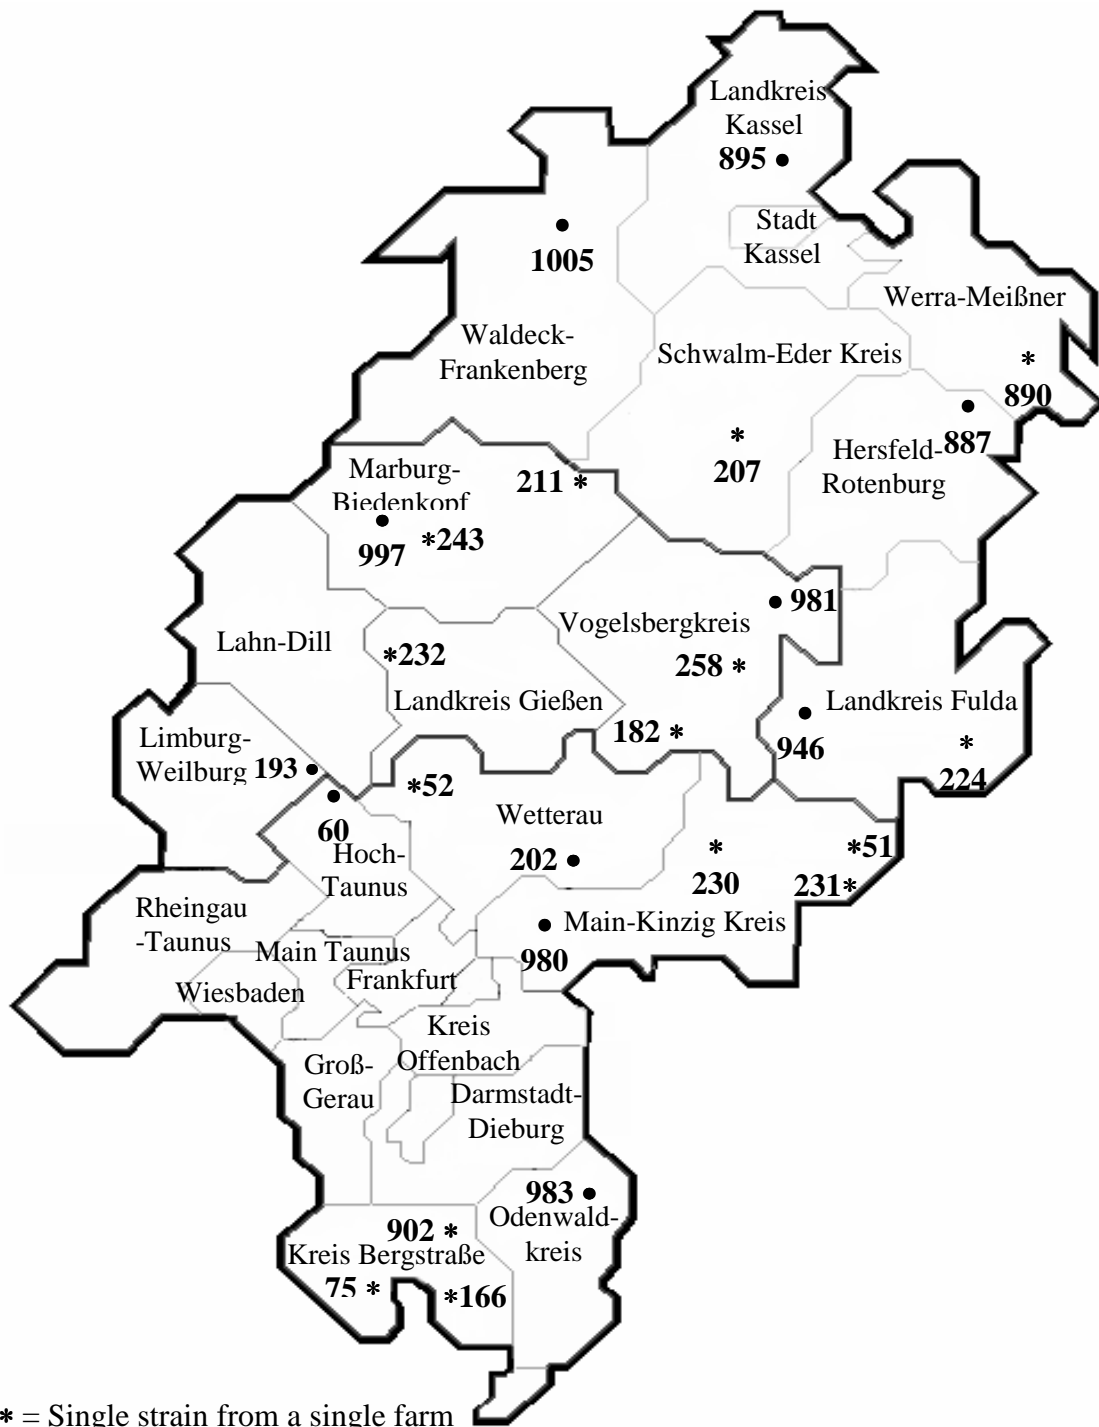 Landkreis
Kassel
895
Stadt
Kassel
1005
Werra-Meißner
Waldeck-
Frankenberg
Schwalm-Eder Kreis
*
890
887
*
207
Hersfeld-
Rotenburg
Marburg-
Biedenkopf
211 *
997
*243
981
Vogelsbergkreis
Lahn-Dill
*232
258 *
Landkreis Gießen
Landkreis Fulda
182 *
946
*
224
Limburg-
Weilburg
193
*52
60
Wetterau
Hoch-
Taunus
202
*
230
*51
231*
Rheingau
-Taunus
Main-Kinzig Kreis
980
Main Taunus
Frankfurt
Wiesbaden
Kreis
Offenbach
Groß-
Gerau
Darmstadt-
Dieburg
983
Odenwald-
kreis
902 *
Kreis Bergstraße
75 *
*166
* = Single strain from a single farm